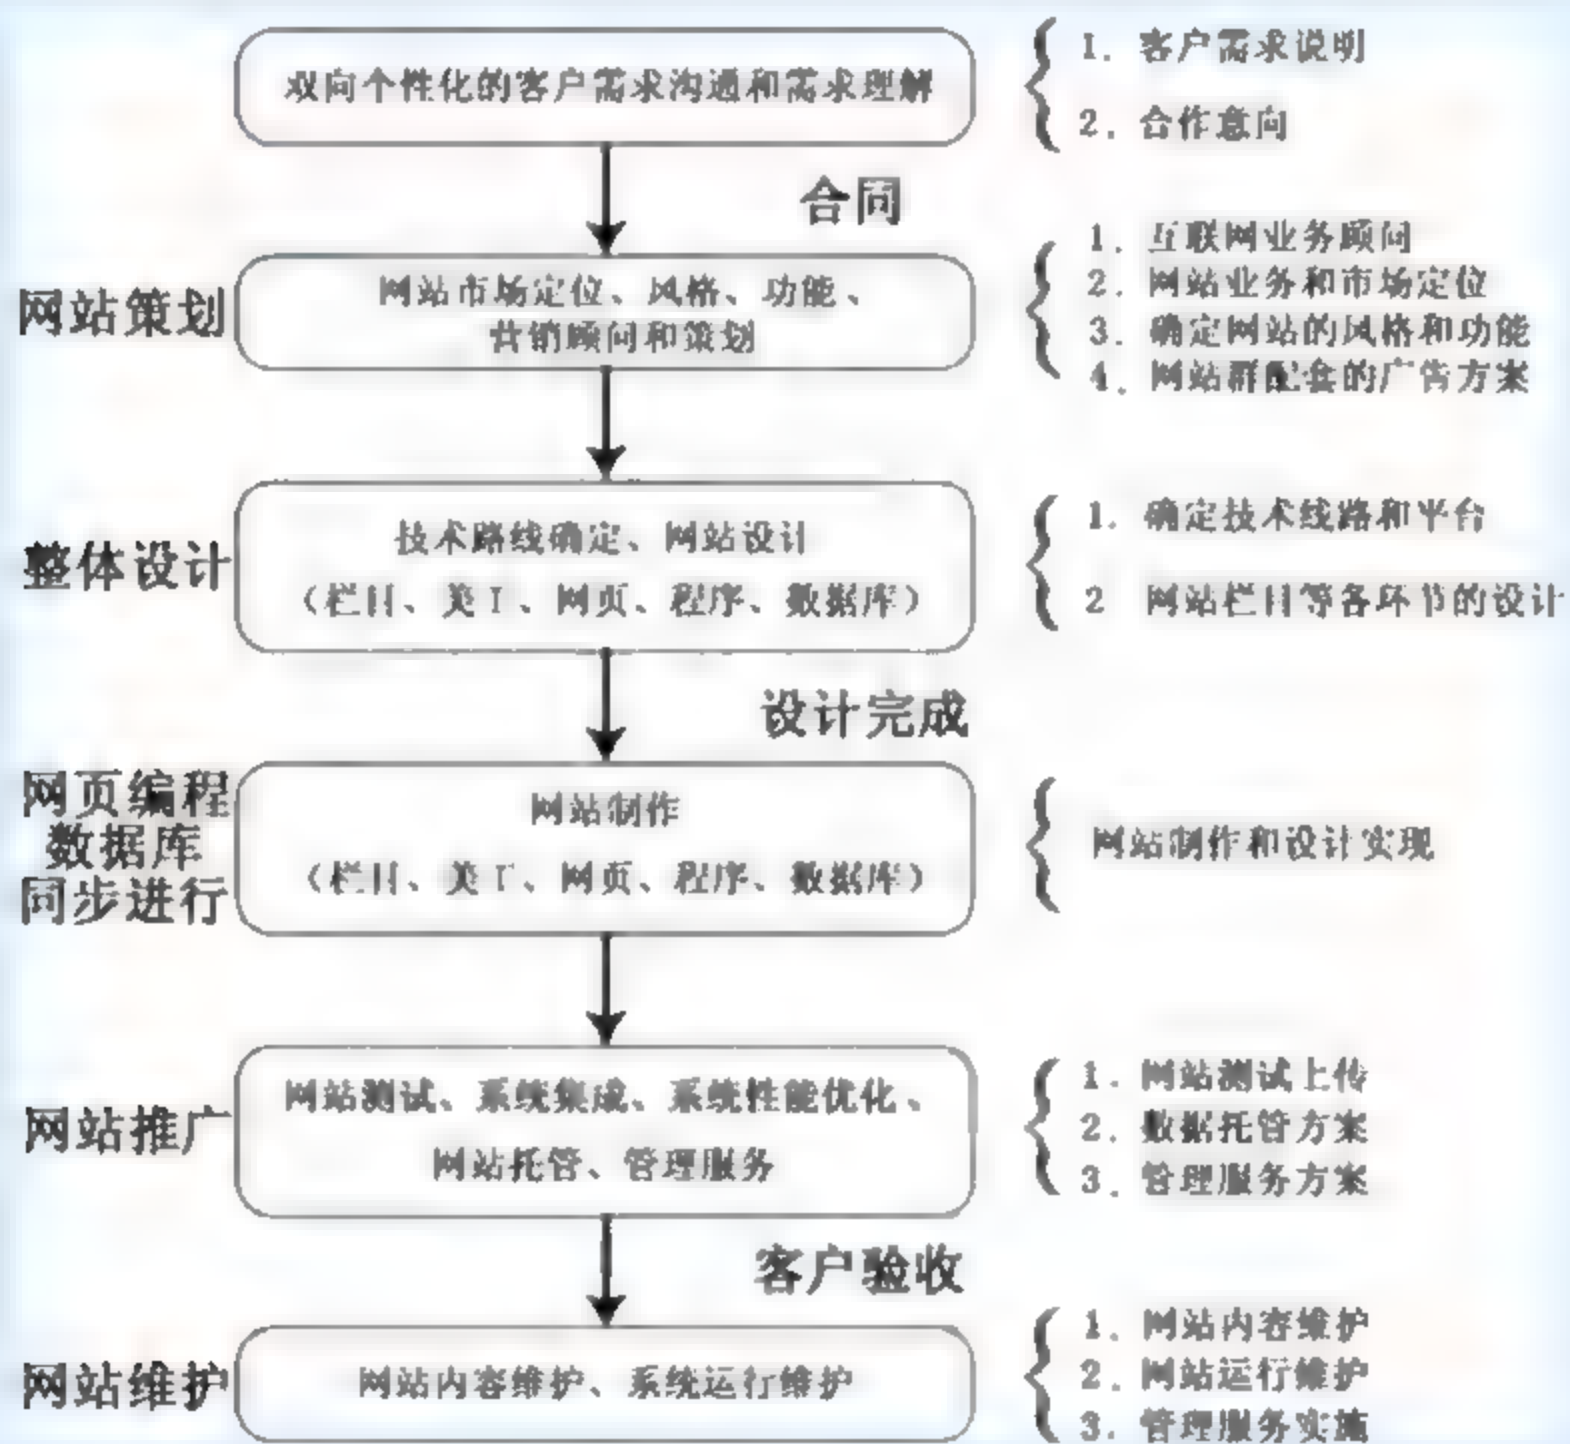 双向个性化的客户需求沟通和需求理解
1. 客户需求说明
2. 合作意向
合同
网站策划
网站市场定位、风格、功能、
营销顾问和策划
1. 互联网业务顾问
2. 网站业务和市场定位
3. 确定网站的风格和功能
4. 网站群配套的广告方案
整体设计
技术路线确定、网站设计
（栏目、美工、网页、程序、数据库）
1. 确定技术线路和平台
2 网站栏目等各环节的设计
设计完成
网页编程
数据库
同步进行
网站制作
（栏目、美工、网页、程序、数据库）
网站制作和设计实现
网站推广
网站测试、系统集成、系统性能优化、
网站托管、管理服务
1. 网站测试上传
2. 数据托管方案
3. 管理服务方案
客户验收
网站维护
网站内容维护、系统运行维护
1. 网站内容维护
2. 网站运行维护
3. 管理服务实施